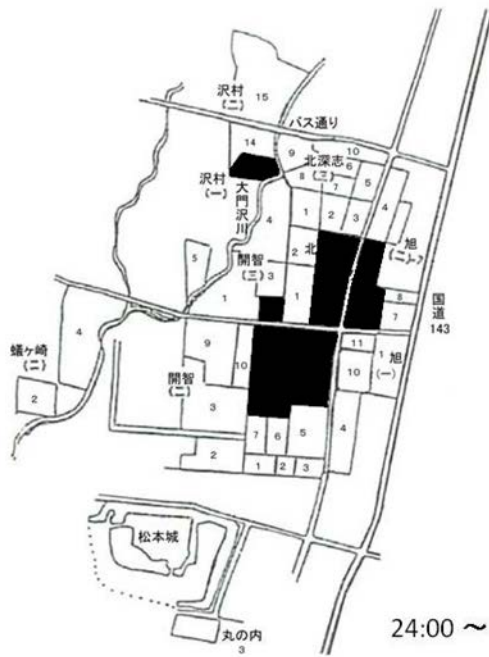 沢村
(二)
15
バス通り
14
9
10
北深志
(三)
6
8
7
5
沢村
(一)
大門沢川
4
1
2
3
4
5
開智
(三)
3
2
北
旭
(二)
1
1
8
7
国道
143
4
9
10
11
1
旭
(一)
10
蟻ヶ崎
(二)
2
開智
(二)
3
7
6
5
4
2
1
2
3
松本城
丸の内
3
24:00 ~